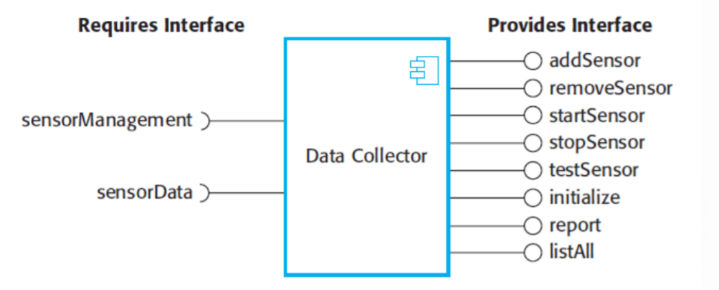 Requires Interface
Provides Interface
addSensor
removeSensor
startSensor
stopSensor
testSensor
initialize
report
listAll
sensorManagement
sensorData
Data Collector